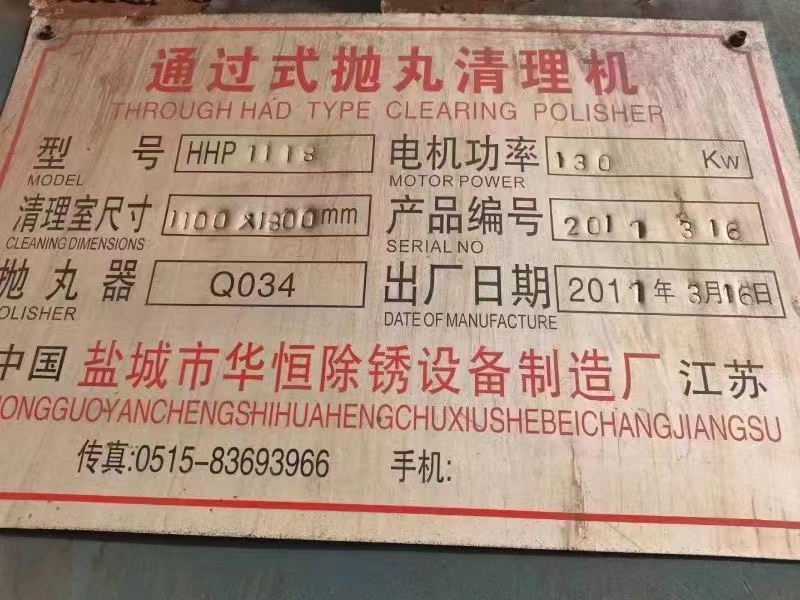 通过式抛丸清理机
THROUGH HAD TYPE CLEARING POLISHER
型 号 HHP 1118 电机功率 130 Kw
MODEL MOTOR POWER
清理室尺寸 1100×1800mm 产品编号 2017 316
CLEANING DIMENSIONS SERIAL NO
抛丸器 Q034 出厂日期 2017年 3月16日
OLISHER DATE OF MANUFACTURE
中国 盐城市华恒除锈设备制造厂 江苏
ONGGUOYANCHENGSHIHUAHENGCHUXIUSHEBEICHANGJIANGSU
传真:0515-83693966 手机: